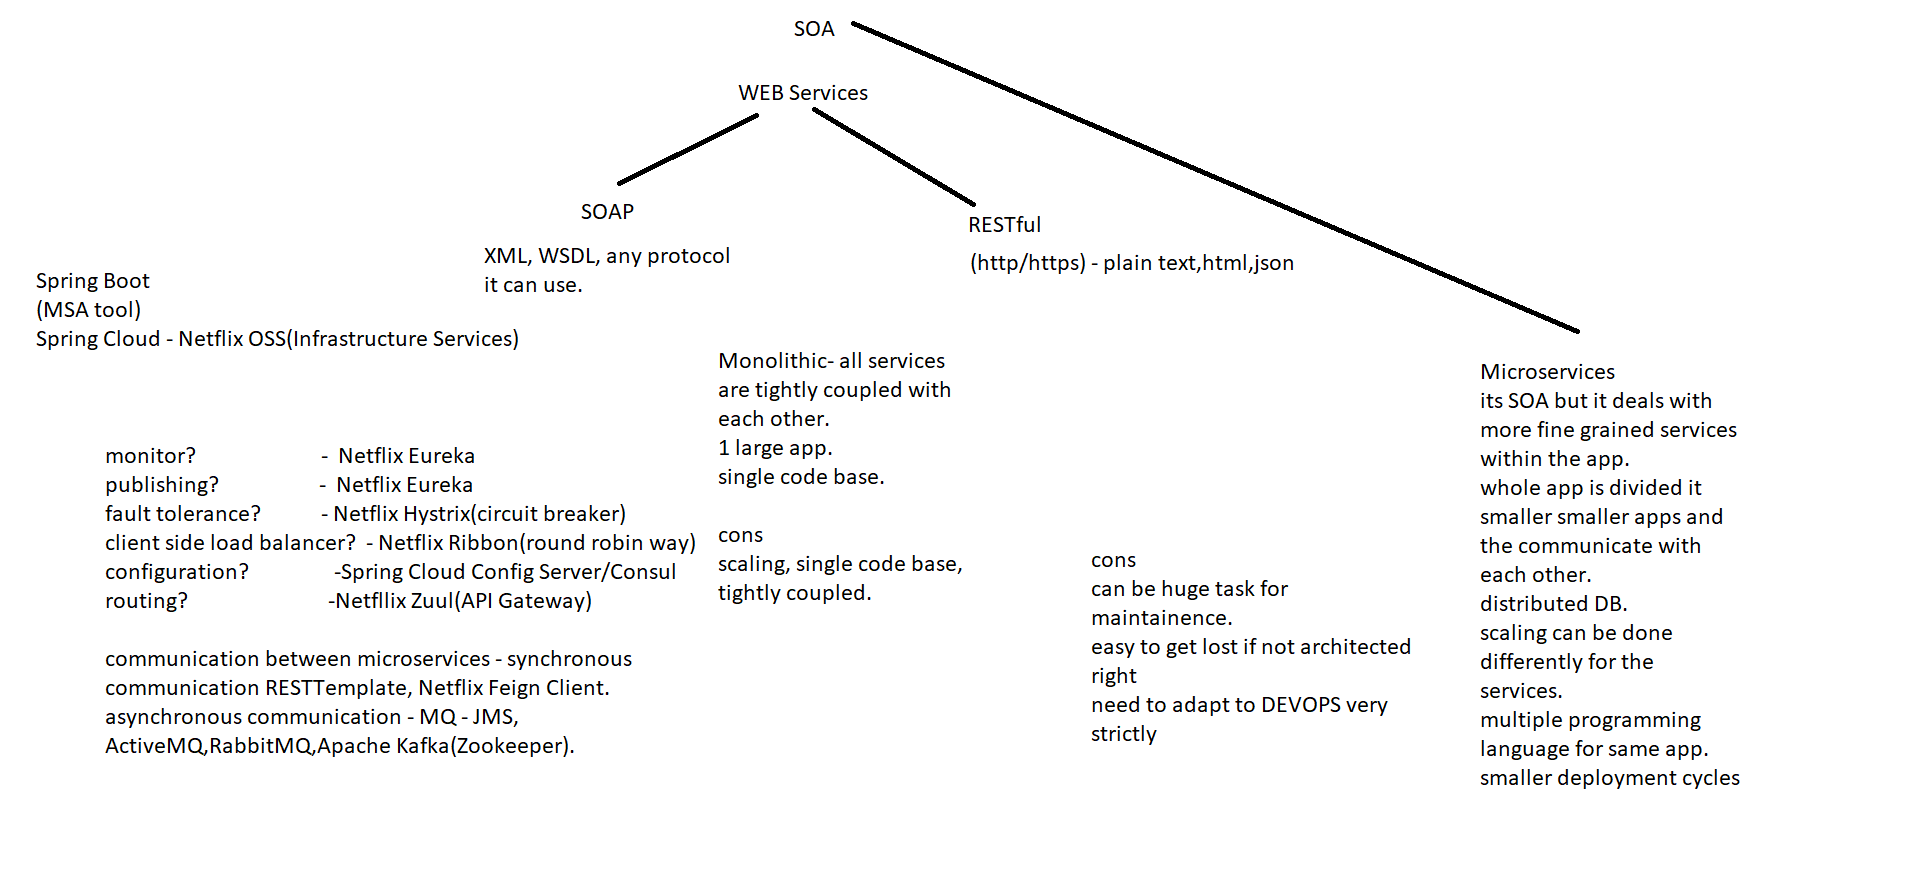 SOA
WEB Services
SOAP
XML, WSDL, any protocol
it can use.
RESTful
(http/https) - plain text,html,json
Spring Boot
(MSA tool)
Spring Cloud - Netflix OSS(Infrastructure Services)
monitor? - Netflix Eureka
publishing? - Netflix Eureka
fault tolerance? - Netflix Hystrix(circuit breaker)
client side load balancer? - Netflix Ribbon(round robin way)
configuration? -Spring Cloud Config Server/Consul
routing? -Netfllix Zuul(API Gateway)
communication between microservices - synchronous
communication RESTTemplate, Netflix Feign Client.
asynchronous communication - MQ - JMS,
ActiveMQ,RabbitMQ,Apache Kafka(Zookeeper).
Monolithic- all services
are tightly coupled with
each other.
1 large app.
single code base.
cons
scaling, single code base,
tightly coupled.
cons
can be huge task for
maintainence.
easy to get lost if not architected
right
need to adapt to DEVOPS very
strictly
Microservices
its SOA but it deals with
more fine grained services
within the app.
whole app is divided it
smaller smaller apps and
the communicate with
each other.
distributed DB.
scaling can be done
differently for the
services.
multiple programming
language for same app.
smaller deployment cycles